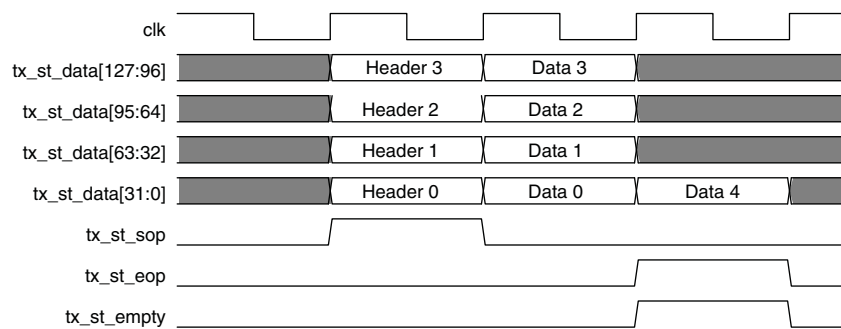 clk
tx_st_data[127:96] Header 3 Data 3
tx_st_data[95:64] Header 2 Data 2
tx_st_data[63:32] Header 1 Data 1
tx_st_data[31:0] Header 0 Data 0 Data 4
tx_st_sop
tx_st_eop
tx_st_empty